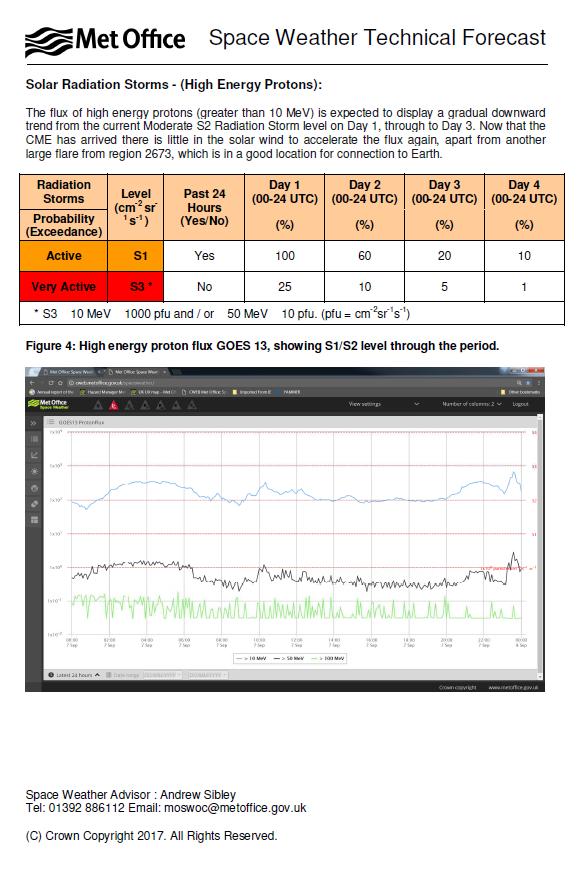 Met Office Space Weather Technical Forecast
Solar Radiation Storms - (High Energy Protons):
The flux of high energy protons (greater than 10 MeV) is expected to display a gradual downward
trend from the current Moderate S2 Radiation Storm level on Day 1, through to Day 3. Now that the
CME has arrived there is little in the solar wind to accelerate the flux again, apart from another
large flare from region 2673, which is in a good location for connection to Earth.
Radiation Storms Level (cm-2 sr-1 s-1) Past 24 Hours (Yes/No) Day 1 (00-24 UTC) Day 2 (00-24 UTC) Day 3 (00-24 UTC) Day 4 (00-24 UTC)
Probability (Exceedance) (%) (%) (%) (%)
Active S1 Yes 100 60 20 10
Very Active S3 * No 25 10 5 1
* S3 10 MeV 1000 pfu and / or 50 MeV 10 pfu. (pfu = cm-2sr-1s-1)
Figure 4: High energy proton flux GOES 13, showing S1/S2 level through the period.
Met Office Space Weat Met Office Space Weat
Met Office
Space Weather
View settings Number of columns: 2 Logout
GOES13 ProtonFlux
00:00 02:00 04:00 06:00 08:00 10:00 12:00 14:00 16:00 18:00 20:00 22:00 00:00
7 Sep 7 Sep 7 Sep 7 Sep 7 Sep 7 Sep 7 Sep 7 Sep 7 Sep 7 Sep 7 Sep 7 Sep 8 Sep
> 10 MeV > 50 MeV > 100 MeV
Latest 24 hours Date range
Crown copyright www.metoffice.gov.uk
Space Weather Advisor : Andrew Sibley
Tel: 01392 886112 Email: moswoc@metoffice.gov.uk
(C) Crown Copyright 2017. All Rights Reserved.